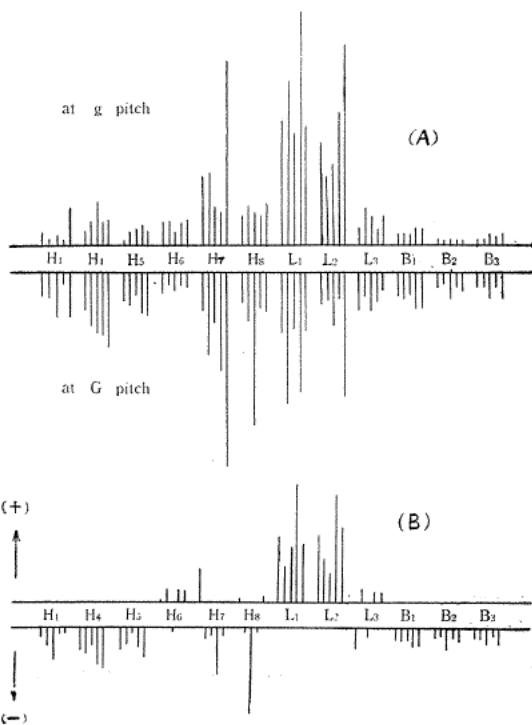 at g pitch
(A)
H₁ H₄ H₅ H₆ H₇ H₈ L₁ L₂ L₃ B₁ B₂ B₃
at G pitch
(+)
(B)
H₁ H₄ H₅ H₆ H₇ H₈ L₁ L₂ L₃ B₁ B₂ B₃
(−)